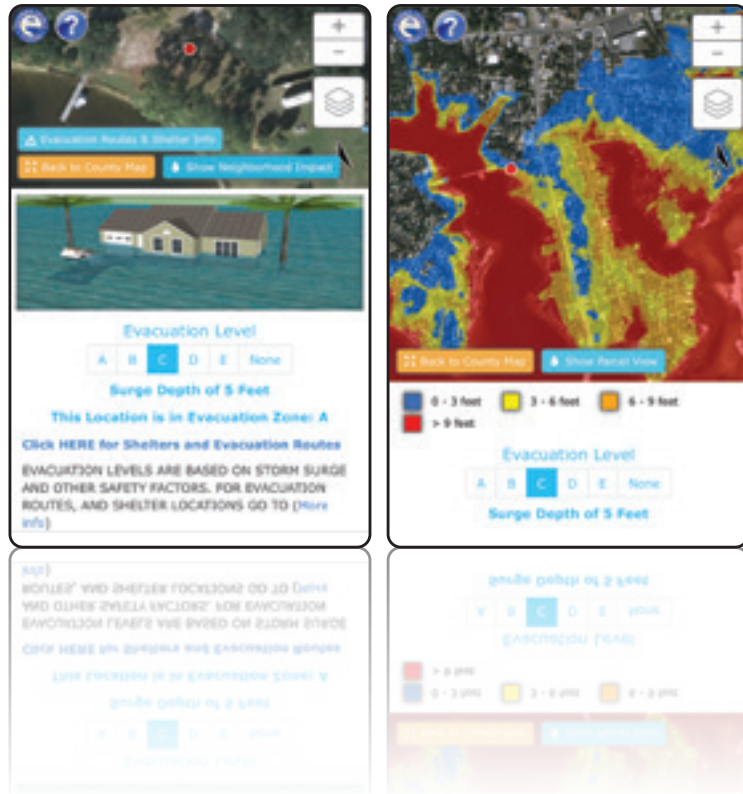 e ?
+
−
Evacuation Routes & Shelter Info
Back to County Map Show Neighborhood Impact
Evacuation Level
A B C D E None
Surge Depth of 5 Feet
This Location is in Evacuation Zone: A
Click HERE for Shelters and Evacuation Routes
EVACUATION LEVELS ARE BASED ON STORM SURGE
AND OTHER SAFETY FACTORS. FOR EVACUATION
ROUTES, AND SHELTER LOCATIONS GO TO (More
info)
e ?
+
−
Back to County Map Show Parcel View
0 - 3 feet 3 - 6 feet 6 - 9 feet
> 9 feet
Evacuation Level
A B C D E None
Surge Depth of 5 Feet